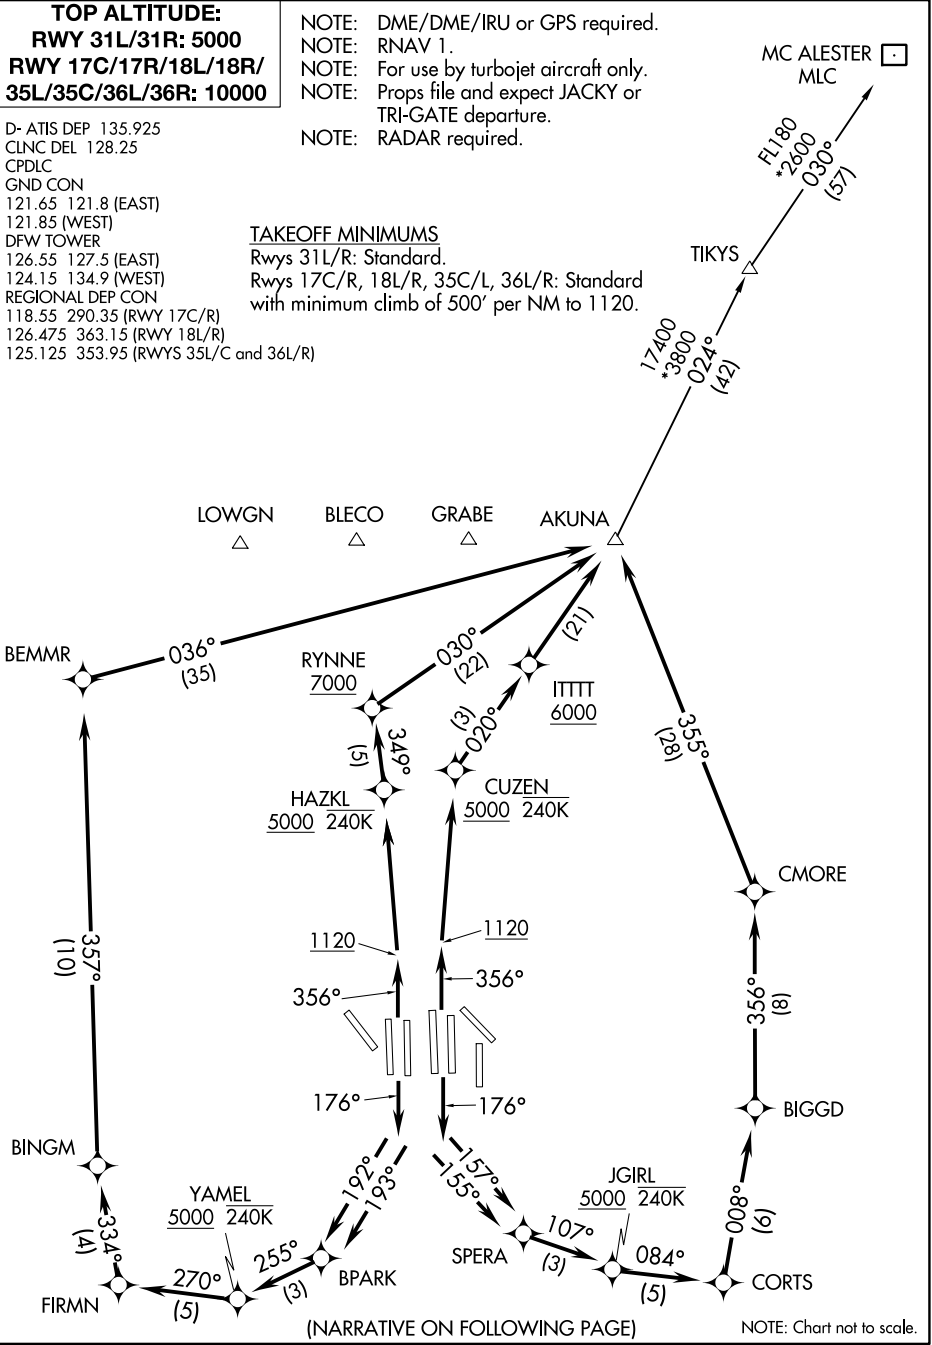 TOP ALTITUDE:
RWY 31L/31R: 5000
RWY 17C/17R/18L/18R/
35L/35C/36L/36R: 10000
NOTE: DME/DME/IRU or GPS required.
NOTE: RNAV 1.
NOTE: For use by turbojet aircraft only.
NOTE: Props file and expect JACKY or
TRI-GATE departure.
NOTE: RADAR required.
MC ALESTER
MLC
D- ATIS DEP 135.925
CLNC DEL 128.25
CPDLC
GND CON
121.65 121.8 (EAST)
121.85 (WEST)
DFW TOWER
126.55 127.5 (EAST)
124.15 134.9 (WEST)
REGIONAL DEP CON
118.55 290.35 (RWY 17C/R)
126.475 363.15 (RWY 18L/R)
125.125 353.95 (RWYS 35L/C and 36L/R)
TAKEOFF MINIMUMS
Rwys 31L/R: Standard.
Rwys 17C/R, 18L/R, 35C/L, 36L/R: Standard
with minimum climb of 500' per NM to 1120.
FL180
*2600
030°
(57)
TIKYS
17400
*3800
024°
(42)
LOWGN
BLECO
GRABE
AKUNA
BEMMR
036°
(35)
RYNNE
7000
030°
(22)
(21)
ITTTT
6000
(3)
020°
349°
(5)
HAZKL
5000 240K
CUZEN
5000 240K
355°
(28)
CMORE
357°
(10)
1120
1120
356°
356°
356°
(8)
176°
176°
BINGM
BIGGD
192°
193°
157°
155°
YAMEL
5000 240K
JGIRL
5000 240K
334°
(4)
008°
(6)
255°
(3)
BPARK
SPERA
107°
(3)
084°
(5)
CORTS
270°
(5)
FIRMN
(NARRATIVE ON FOLLOWING PAGE)
NOTE: Chart not to scale.